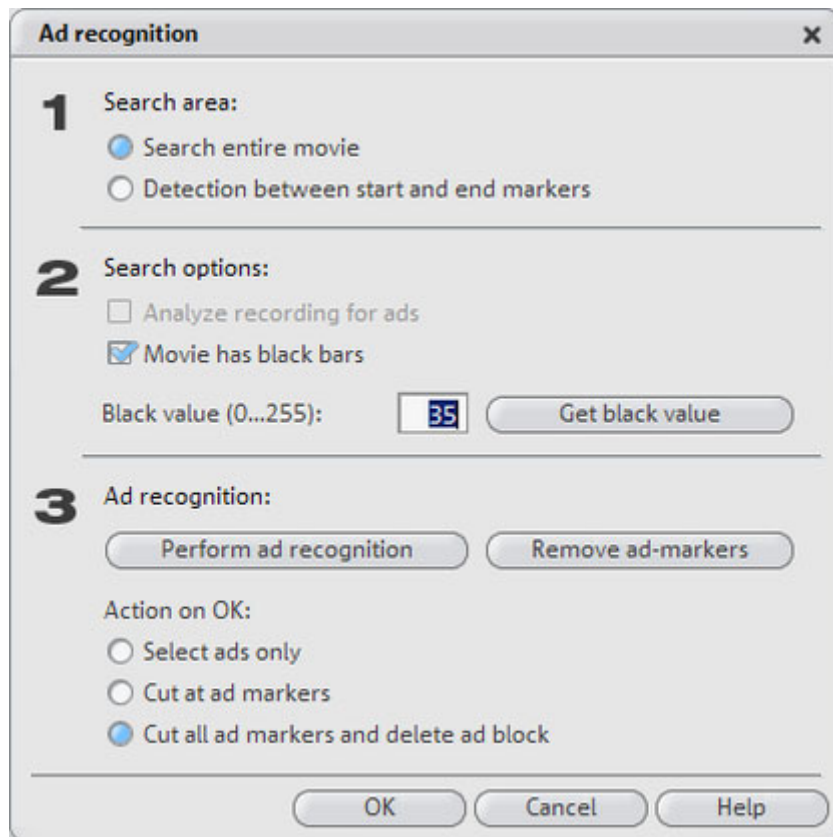 Ad recognition
1 Search area:
Search entire movie
Detection between start and end markers
2 Search options:
Analyze recording for ads
Movie has black bars
Black value (0...255): 35 Get black value
3 Ad recognition:
Perform ad recognition Remove ad-markers
Action on OK:
Select ads only
Cut at ad markers
Cut all ad markers and delete ad block
OK Cancel Help